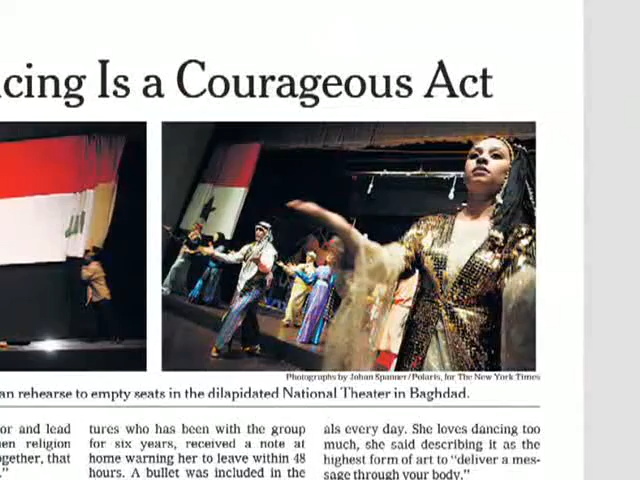 cing Is a Courageous Act
Photographs by Johan Spanner/Polaris, for The New York Times
an rehearse to empty seats in the dilapidated National Theater in Baghdad.
or and lead
en religion
ogether, that
."
tures who has been with the group
for six years, received a note at
home warning her to leave within 48
hours. A bullet was included in the
als every day. She loves dancing too
much, she said describing it as the
highest form of art to "deliver a mes-
sage through your body."